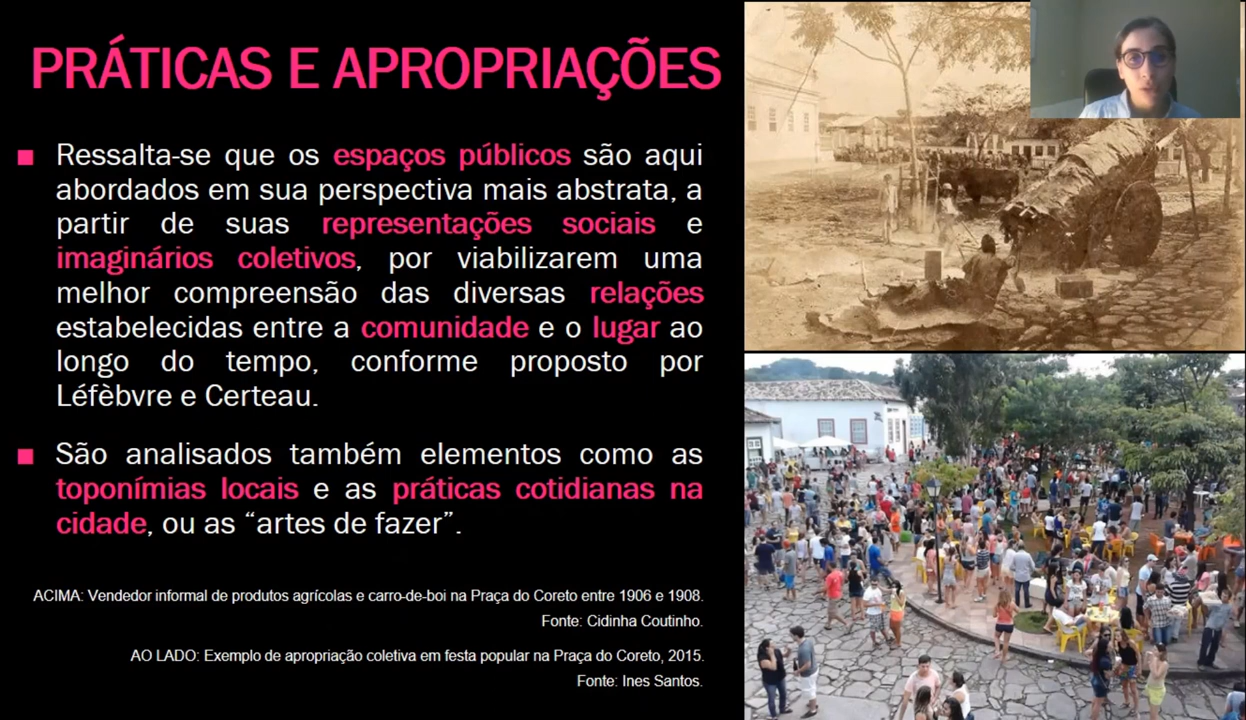 PRÁTICAS E APROPRIAÇÕES
Ressalta-se que os espaços públicos são aqui
abordados em sua perspectiva mais abstrata, a
partir de suas representações sociais e
imaginários coletivos, por viabilizarem uma
melhor compreensão das diversas relações
estabelecidas entre a comunidade e o lugar ao
longo do tempo, conforme proposto por
Léfèbvre e Certeau.
São analisados também elementos como as
toponímias locais e as práticas cotidianas na
cidade, ou as “artes de fazer”.
ACIMA: Vendedor informal de produtos agrícolas e carro-de-boi na Praça do Coreto entre 1906 e 1908.
Fonte: Cidinha Coutinho.
AO LADO: Exemplo de apropriação coletiva em festa popular na Praça do Coreto, 2015.
Fonte: Ines Santos.